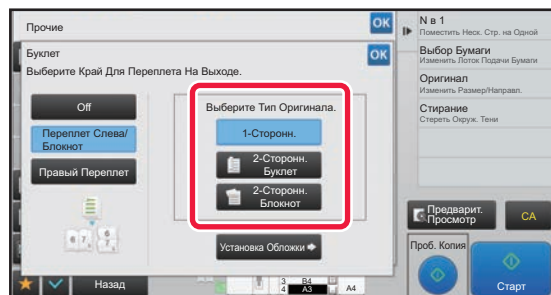 Прочие
OK
Буклет
OK
Выберите Край Для Переплета На Выходе.
Off
Переплет Слева/
Блокнот
Правый Переплет
Выберите Тип Оригинала.
1-Сторонн.
2-Сторонн.
Буклет
2-Сторонн.
Блокнот
Установка Обложки
Назад
3 B4
4 A3
A4
N в 1
Поместить Неск. Стр. на Одной
Выбор Бумаги
Изменить Лоток Подачи Бумаги
Оригинал
Изменить Размер/Направл.
Стирание
Стереть Окруж. Тени
Предварит.
Просмотр
CA
Проб. Копия
Старт